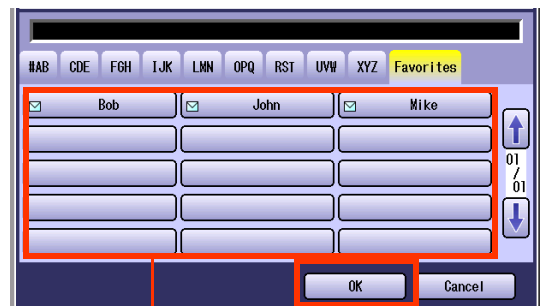 #AB CDE FGH IJK LMN OPQ RST UVW XYZ Favorites
Bob John Mike
01
/
01
OK Cancel